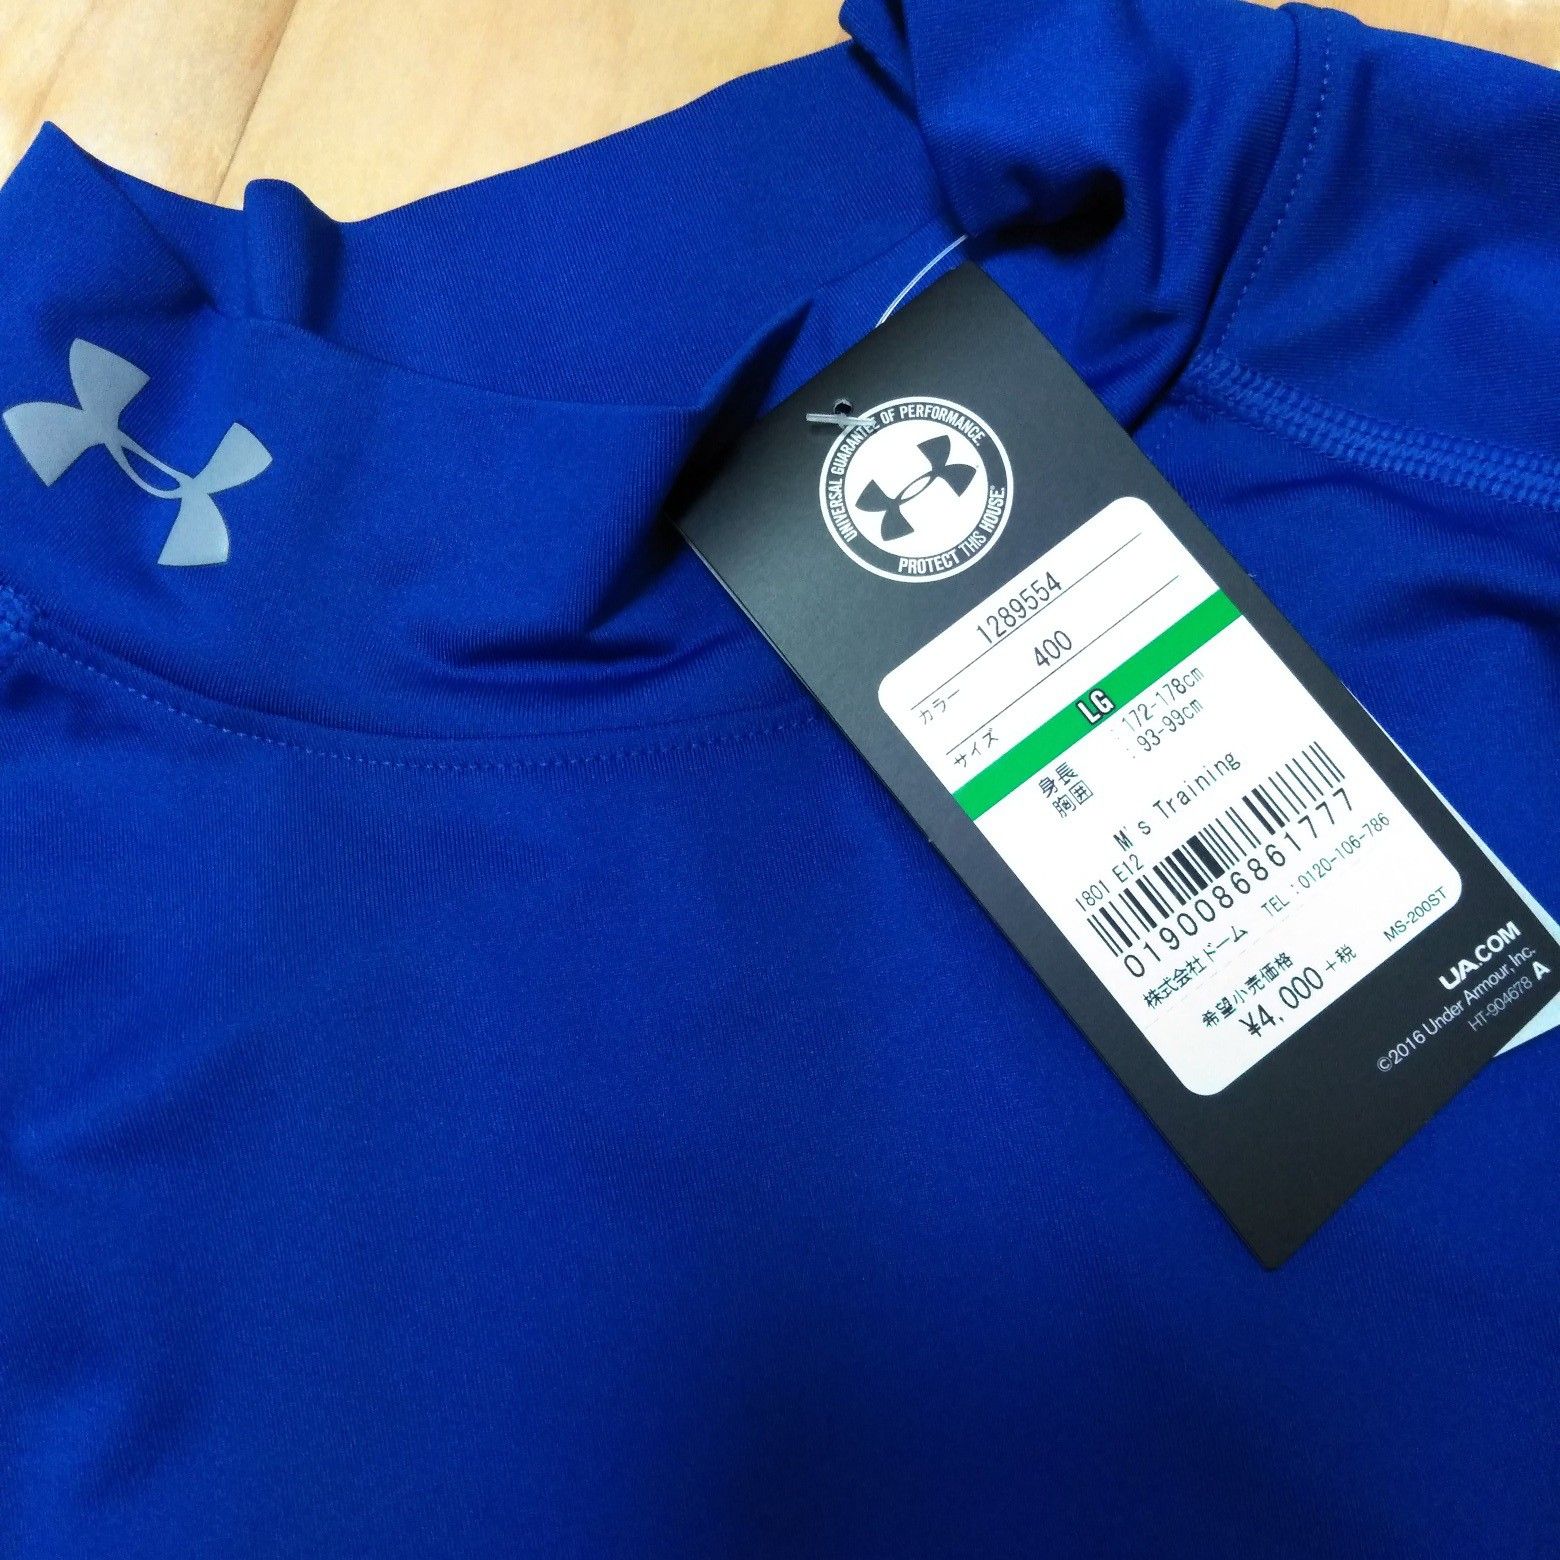 UNIVERSAL GUARANTEE OF PERFORMANCE.
PROTECT THIS HOUSE.
1289554
カラー 400
サイズ LG
身長 : 172-178cm
胸囲 : 93-99cm
M's Training
1801 E12
0190086861777
株式会社ドーム TEL:0120-106-786
希望小売価格 MS-200ST
¥4,000+税
UA.COM
©2016 Under Armour, Inc.
HT-904678 A